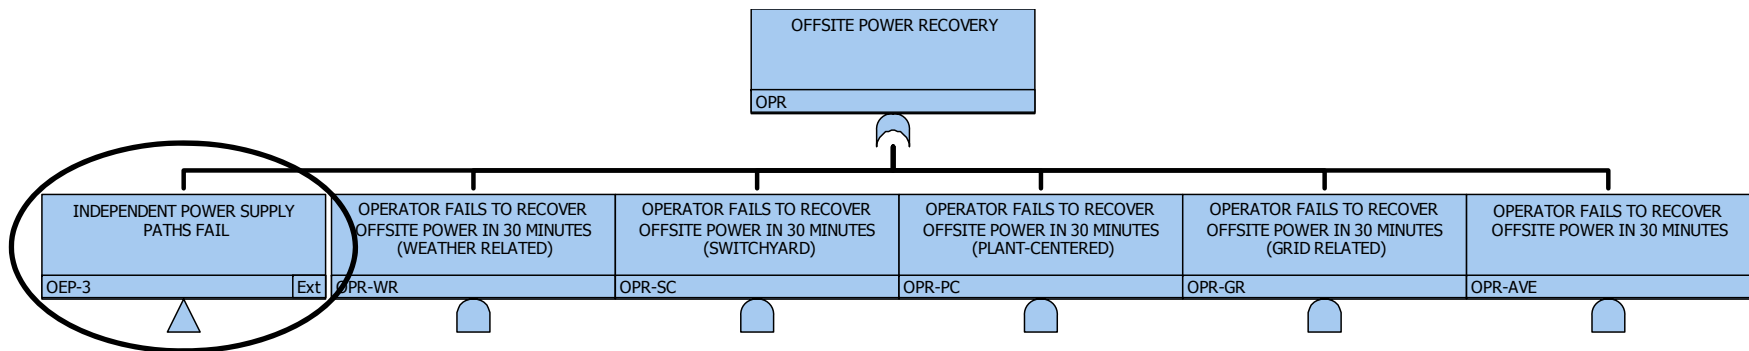 OFFSITE POWER RECOVERY
OPR
INDEPENDENT POWER SUPPLY
PATHS FAIL
OEP-3
Ext
OPERATOR FAILS TO RECOVER
OFFSITE POWER IN 30 MINUTES
(WEATHER RELATED)
OPR-WR
OPERATOR FAILS TO RECOVER
OFFSITE POWER IN 30 MINUTES
(SWITCHYARD)
OPR-SC
OPERATOR FAILS TO RECOVER
OFFSITE POWER IN 30 MINUTES
(PLANT-CENTERED)
OPR-PC
OPERATOR FAILS TO RECOVER
OFFSITE POWER IN 30 MINUTES
(GRID RELATED)
OPR-GR
OPERATOR FAILS TO RECOVER
OFFSITE POWER IN 30 MINUTES
OPR-AVE